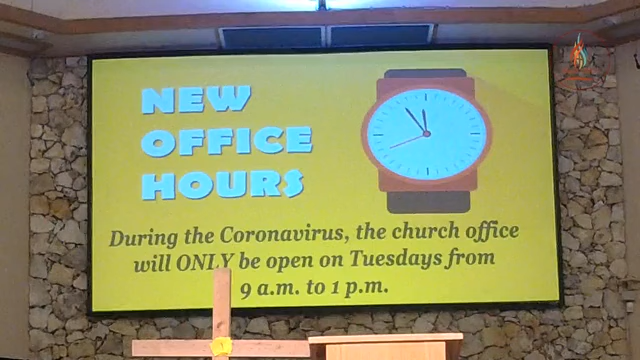 NEW
OFFICE
HOURS
During the Coronavirus, the church office
will ONLY be open on Tuesdays from
9 a.m. to 1 p.m.